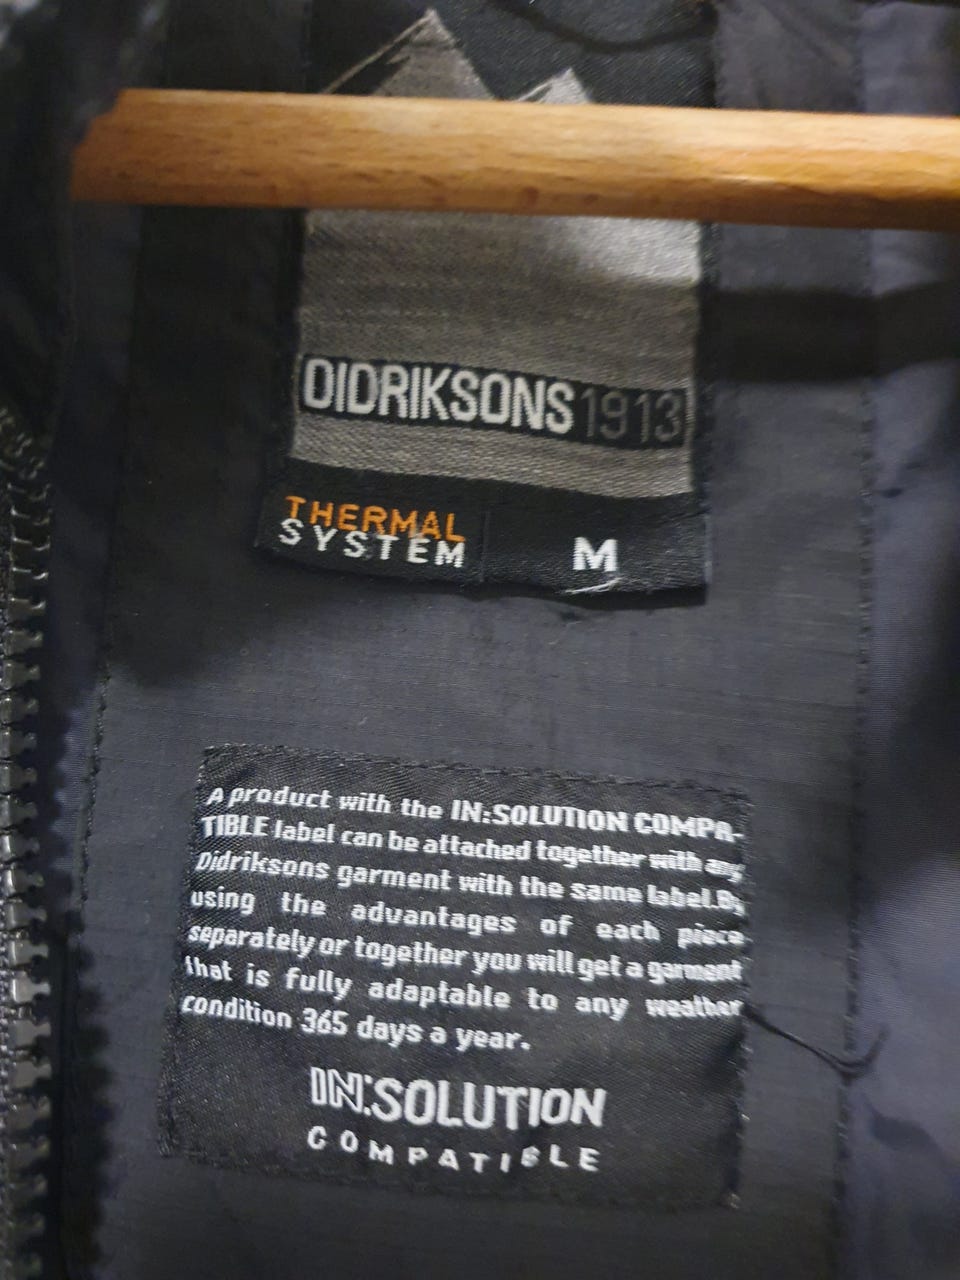 DIDRIKSONS1913
THERMAL
SYSTEM
M
A product with the IN:SOLUTION COMPA-
TIBLE label can be attached together with any
Didriksons garment with the same label. By
using the advantages of each piece
separately or together you will get a garment
that is fully adaptable to any weather
condition 365 days a year.
IN:SOLUTION
COMPATIBLE